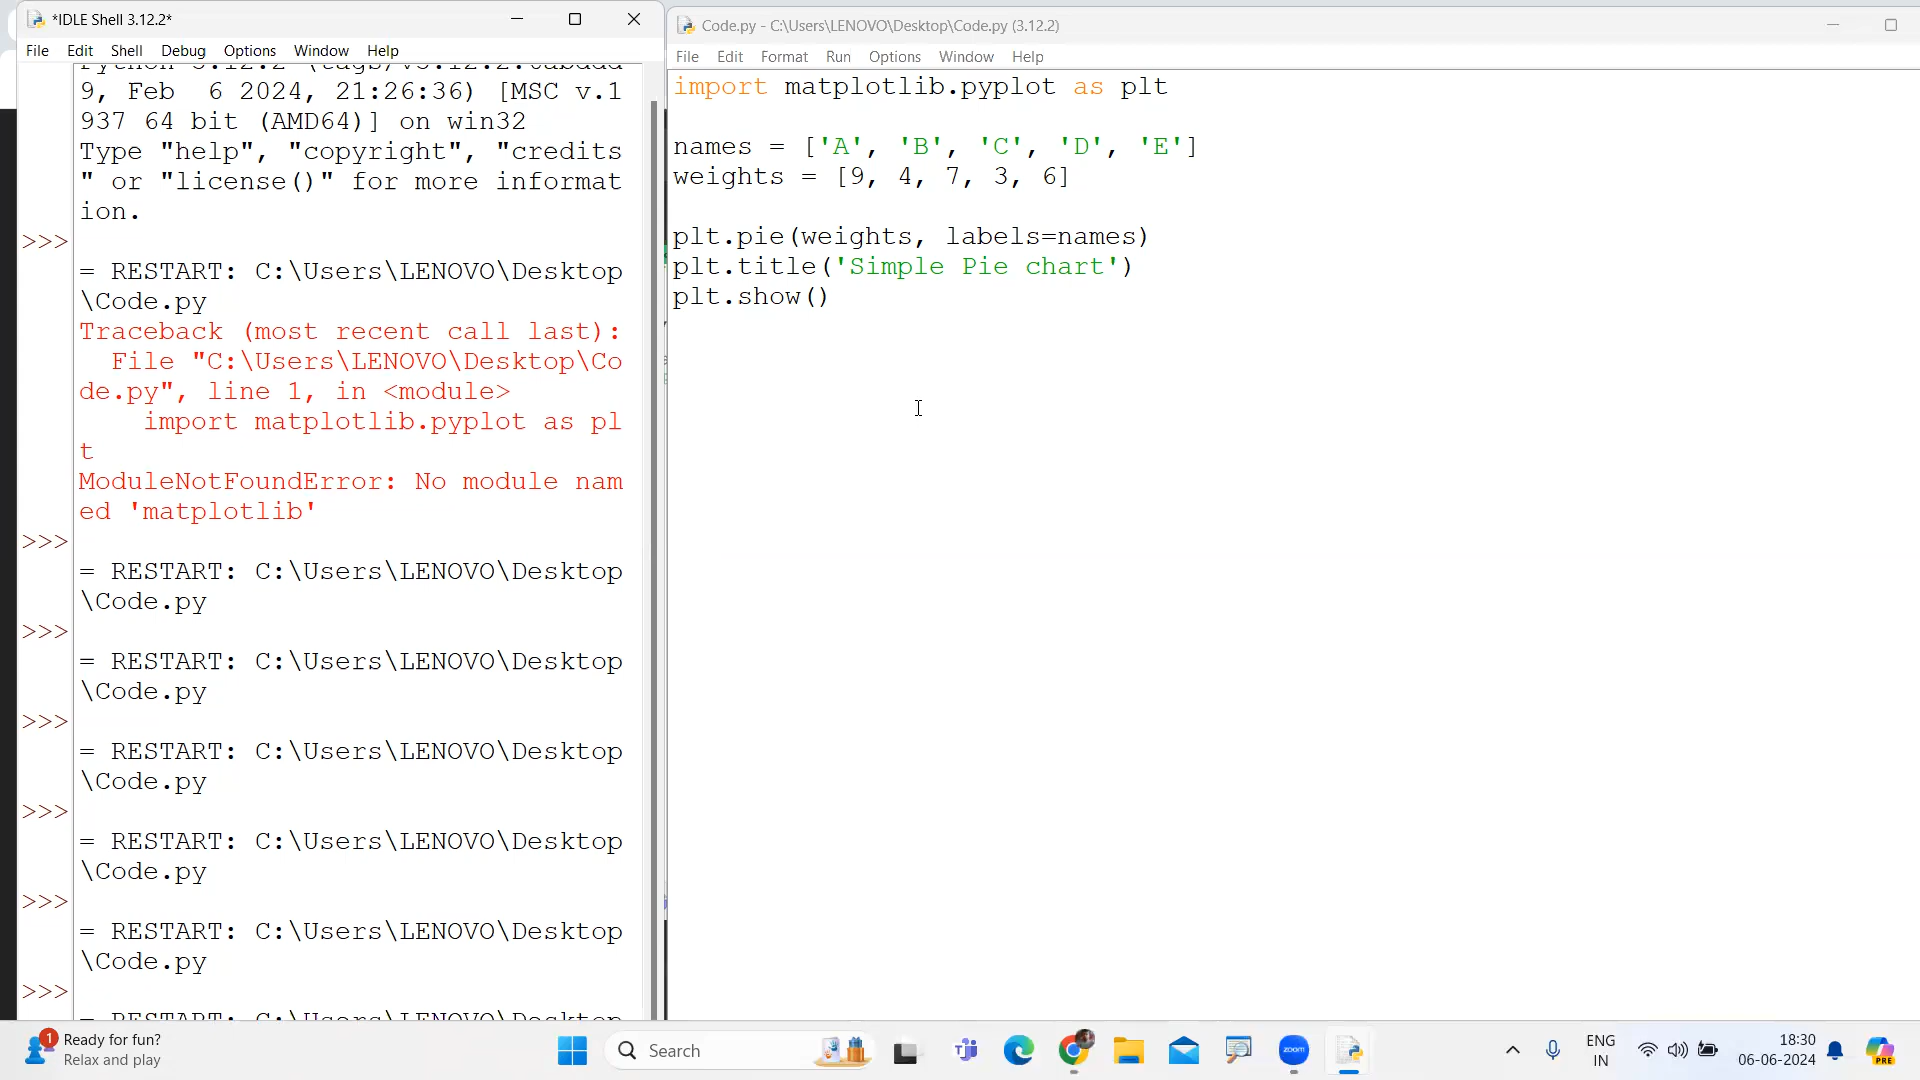 *IDLE Shell 3.12.2*
File Edit Shell Debug Options Window Help
9, Feb  6 2024, 21:26:36) [MSC v.1
937 64 bit (AMD64)] on win32
Type "help", "copyright", "credits
" or "license()" for more informat
ion.
>>>
= RESTART: C:\Users\LENOVO\Desktop
\Code.py
Traceback (most recent call last):
  File "C:\Users\LENOVO\Desktop\Co
de.py", line 1, in <module>
    import matplotlib.pyplot as pl
t
ModuleNotFoundError: No module nam
ed 'matplotlib'
>>>
= RESTART: C:\Users\LENOVO\Desktop
\Code.py
>>>
= RESTART: C:\Users\LENOVO\Desktop
\Code.py
>>>
= RESTART: C:\Users\LENOVO\Desktop
\Code.py
>>>
= RESTART: C:\Users\LENOVO\Desktop
\Code.py
>>>
= RESTART: C:\Users\LENOVO\Desktop
\Code.py
>>>
= RESTART: C:\Users\LENOVO\Desktop
Code.py - C:\Users\LENOVO\Desktop\Code.py (3.12.2)
File Edit Format Run Options Window Help
import matplotlib.pyplot as plt
names = ['A', 'B', 'C', 'D', 'E']
weights = [9, 4, 7, 3, 6]
plt.pie(weights, labels=names)
plt.title('Simple Pie chart')
plt.show()
1
Ready for fun?
Relax and play
Search
zoom
ENG
IN
18:30
06-06-2024
PRE